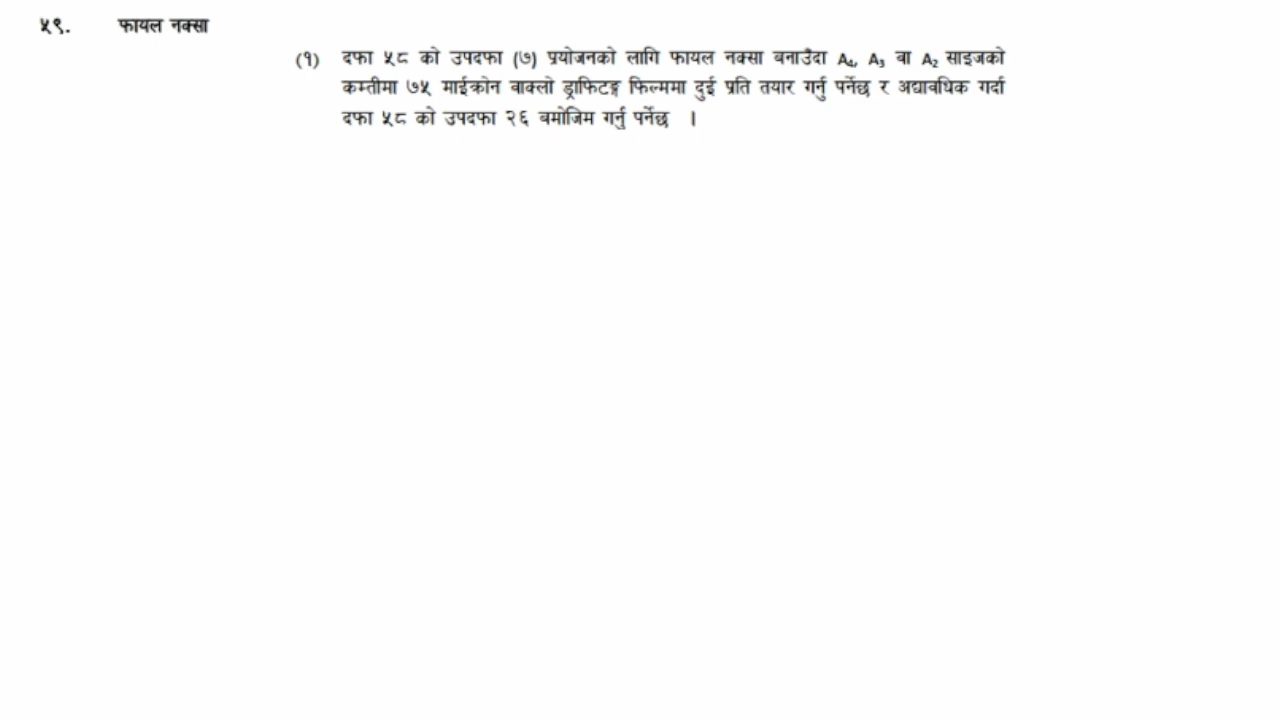 ५९. फायल नक्सा
(१) दफा ५८ को उपदफा (७) प्रयोजनको लागि फायल नक्सा बनाउँदा A₄, A₃ वा A₂ साइजको
कम्तीमा ७५ माईक्रोन वाक्लो ड्राफिटङ्ग फिल्ममा दुई प्रति तयार गर्नु पर्नेछ र अद्यावधिक गर्दा
दफा ५८ को उपदफा २६ बमोजिम गर्नु पर्नेछ ।